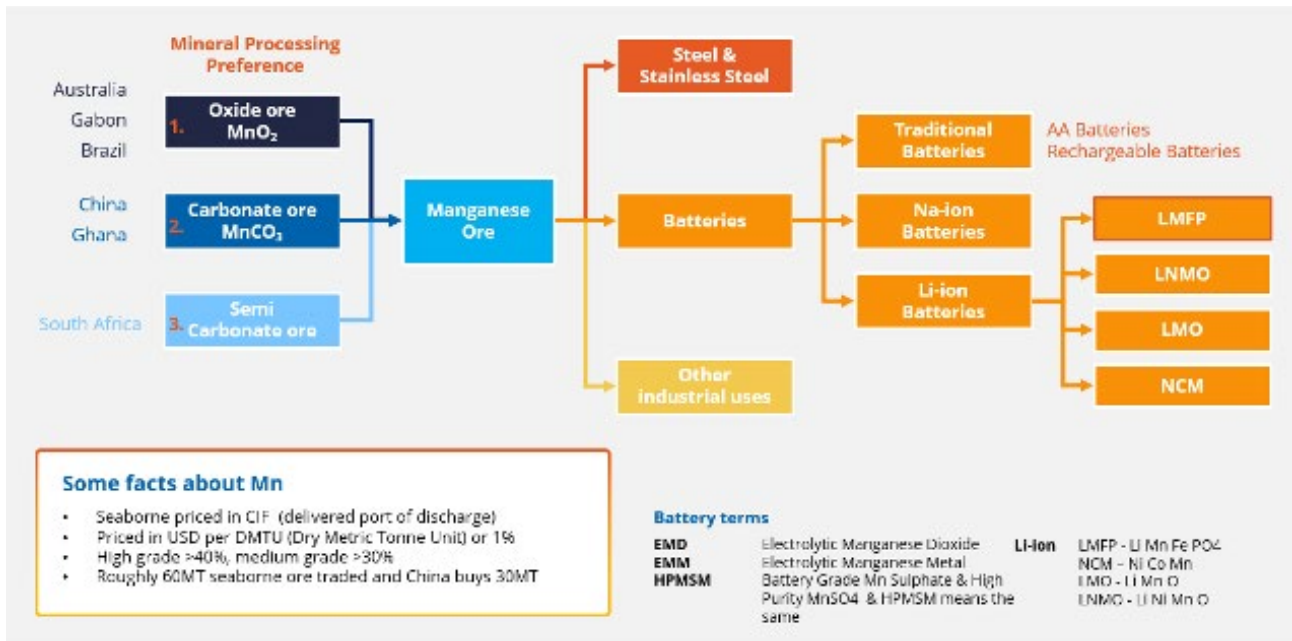 Mineral Processing
Preference
Australia
Gabon
Brazil
1.
Oxide ore
MnO₂
China
Ghana
2.
Carbonate ore
MnCO₃
South Africa
3.
Semi
Carbonate ore
Manganese
Ore
Steel &
Stainless Steel
Batteries
Other
industrial uses
Traditional
Batteries
AA Batteries
Rechargeable Batteries
Na-ion
Batteries
Li-ion
Batteries
LMFP
LNMO
LMO
NCM
Some facts about Mn
• Seaborne priced in CIF (delivered port of discharge)
• Priced in USD per DMTU (Dry Metric Tonne Unit) or 1%
• High grade >40%, medium grade >30%
• Roughly 60MT seaborne ore traded and China buys 30MT
Battery terms
EMD Electrolytic Manganese Dioxide
EMM Electrolytic Manganese Metal
HPMSM Battery Grade Mn Sulphate & High
Purity MnSO4 & HPMSM means the
same
Li-ion LMFP - Li Mn Fe PO4
NCM – Ni Co Mn
LMO - Li Mn O
LNMO - Li Ni Mn O